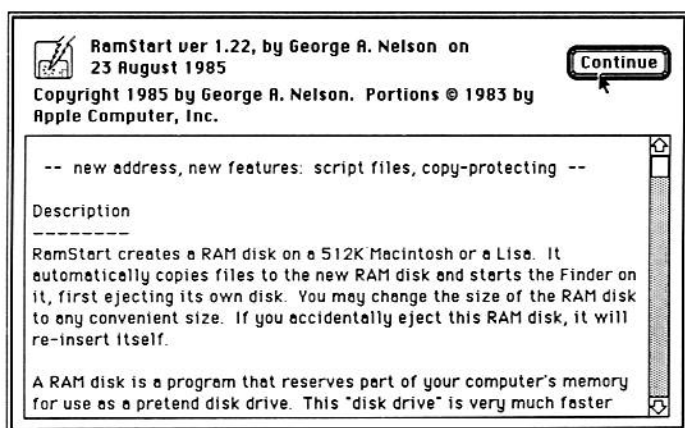 RamStart ver 1.22, by George A. Nelson on
23 August 1985
Continue
Copyright 1985 by George A. Nelson. Portions © 1983 by
Apple Computer, Inc.
-- new address, new features: script files, copy-protecting --
Description
--------
RamStart creates a RAM disk on a 512K Macintosh or a Lisa. It
automatically copies files to the new RAM disk and starts the Finder on
it, first ejecting its own disk. You may change the size of the RAM disk
to any convenient size. If you accidentally eject this RAM disk, it will
re-insert itself.
A RAM disk is a program that reserves part of your computer's memory
for use as a pretend disk drive. This "disk drive" is very much faster